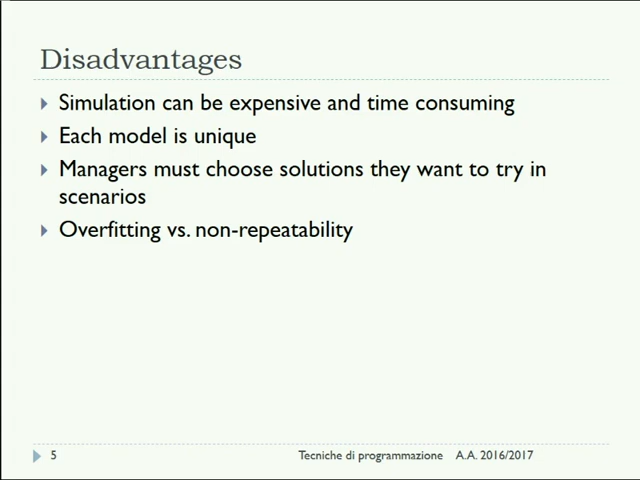 Disadvantages
Simulation can be expensive and time consuming
Each model is unique
Managers must choose solutions they want to try in
scenarios
Overfitting vs. non-repeatability
5
Tecniche di programmazione A.A. 2016/2017